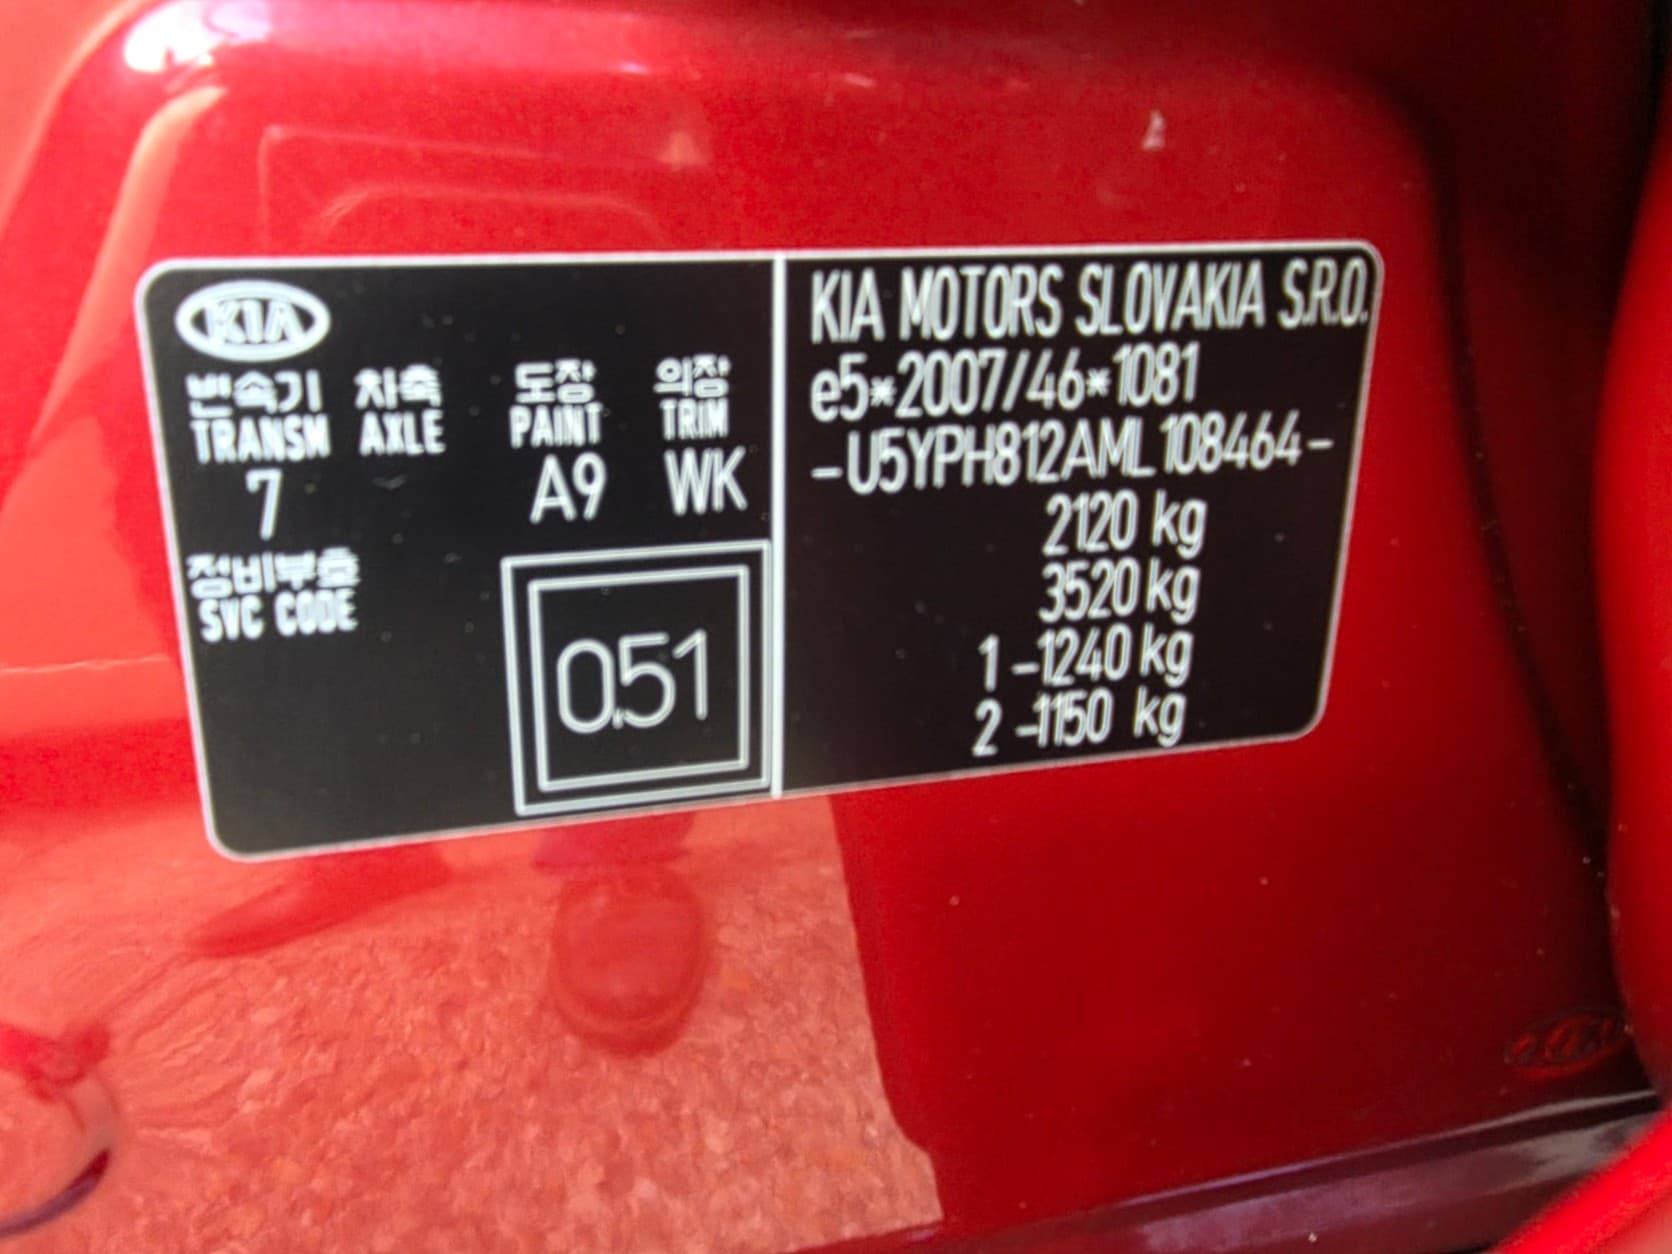 KIA
변속기 차축 도장 의장
TRANSM AXLE PAINT TRIM
7 A9 WK
정비부호
SVC CODE
0.51
KIA MOTORS SLOVAKIA S.R.O.
e5*2007/46*1081
-U5YPH812AML108464-
2120 kg
3520 kg
1 -1240 kg
2 -1150 kg